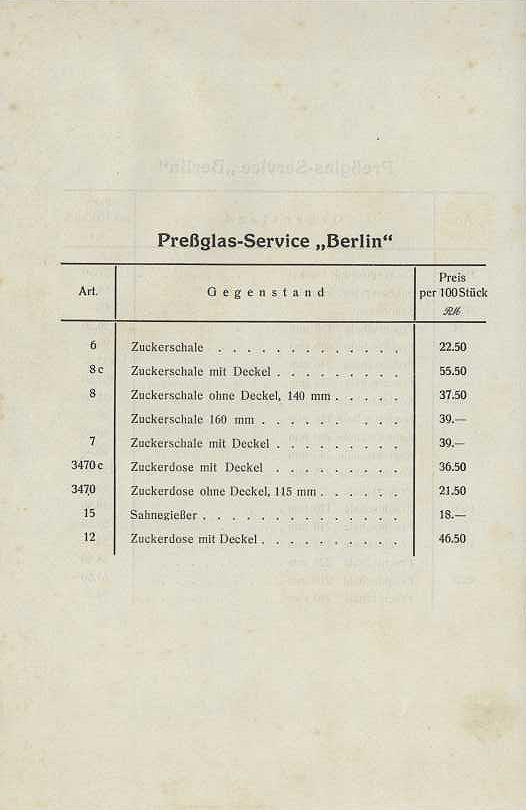 Preßglas-Service „Berlin“
Art. Gegenstand Preis per 100 Stück RM
6 Zuckerschale . . . . . . . . . . . . . 22.50
8c Zuckerschale mit Deckel . . . . . . . . . 55.50
8 Zuckerschale ohne Deckel, 140 mm . . . . . 37.50
Zuckerschale 160 mm . . . . . . . . . . 39.—
7 Zuckerschale mit Deckel . . . . . . . . . 39.—
3470c Zuckerdose mit Deckel . . . . . . . . . 36.50
3470 Zuckerdose ohne Deckel, 115 mm . . . . . . 21.50
15 Sahnegießer . . . . . . . . . . . . . . 18.—
12 Zuckerdose mit Deckel . . . . . . . . . . 46.50